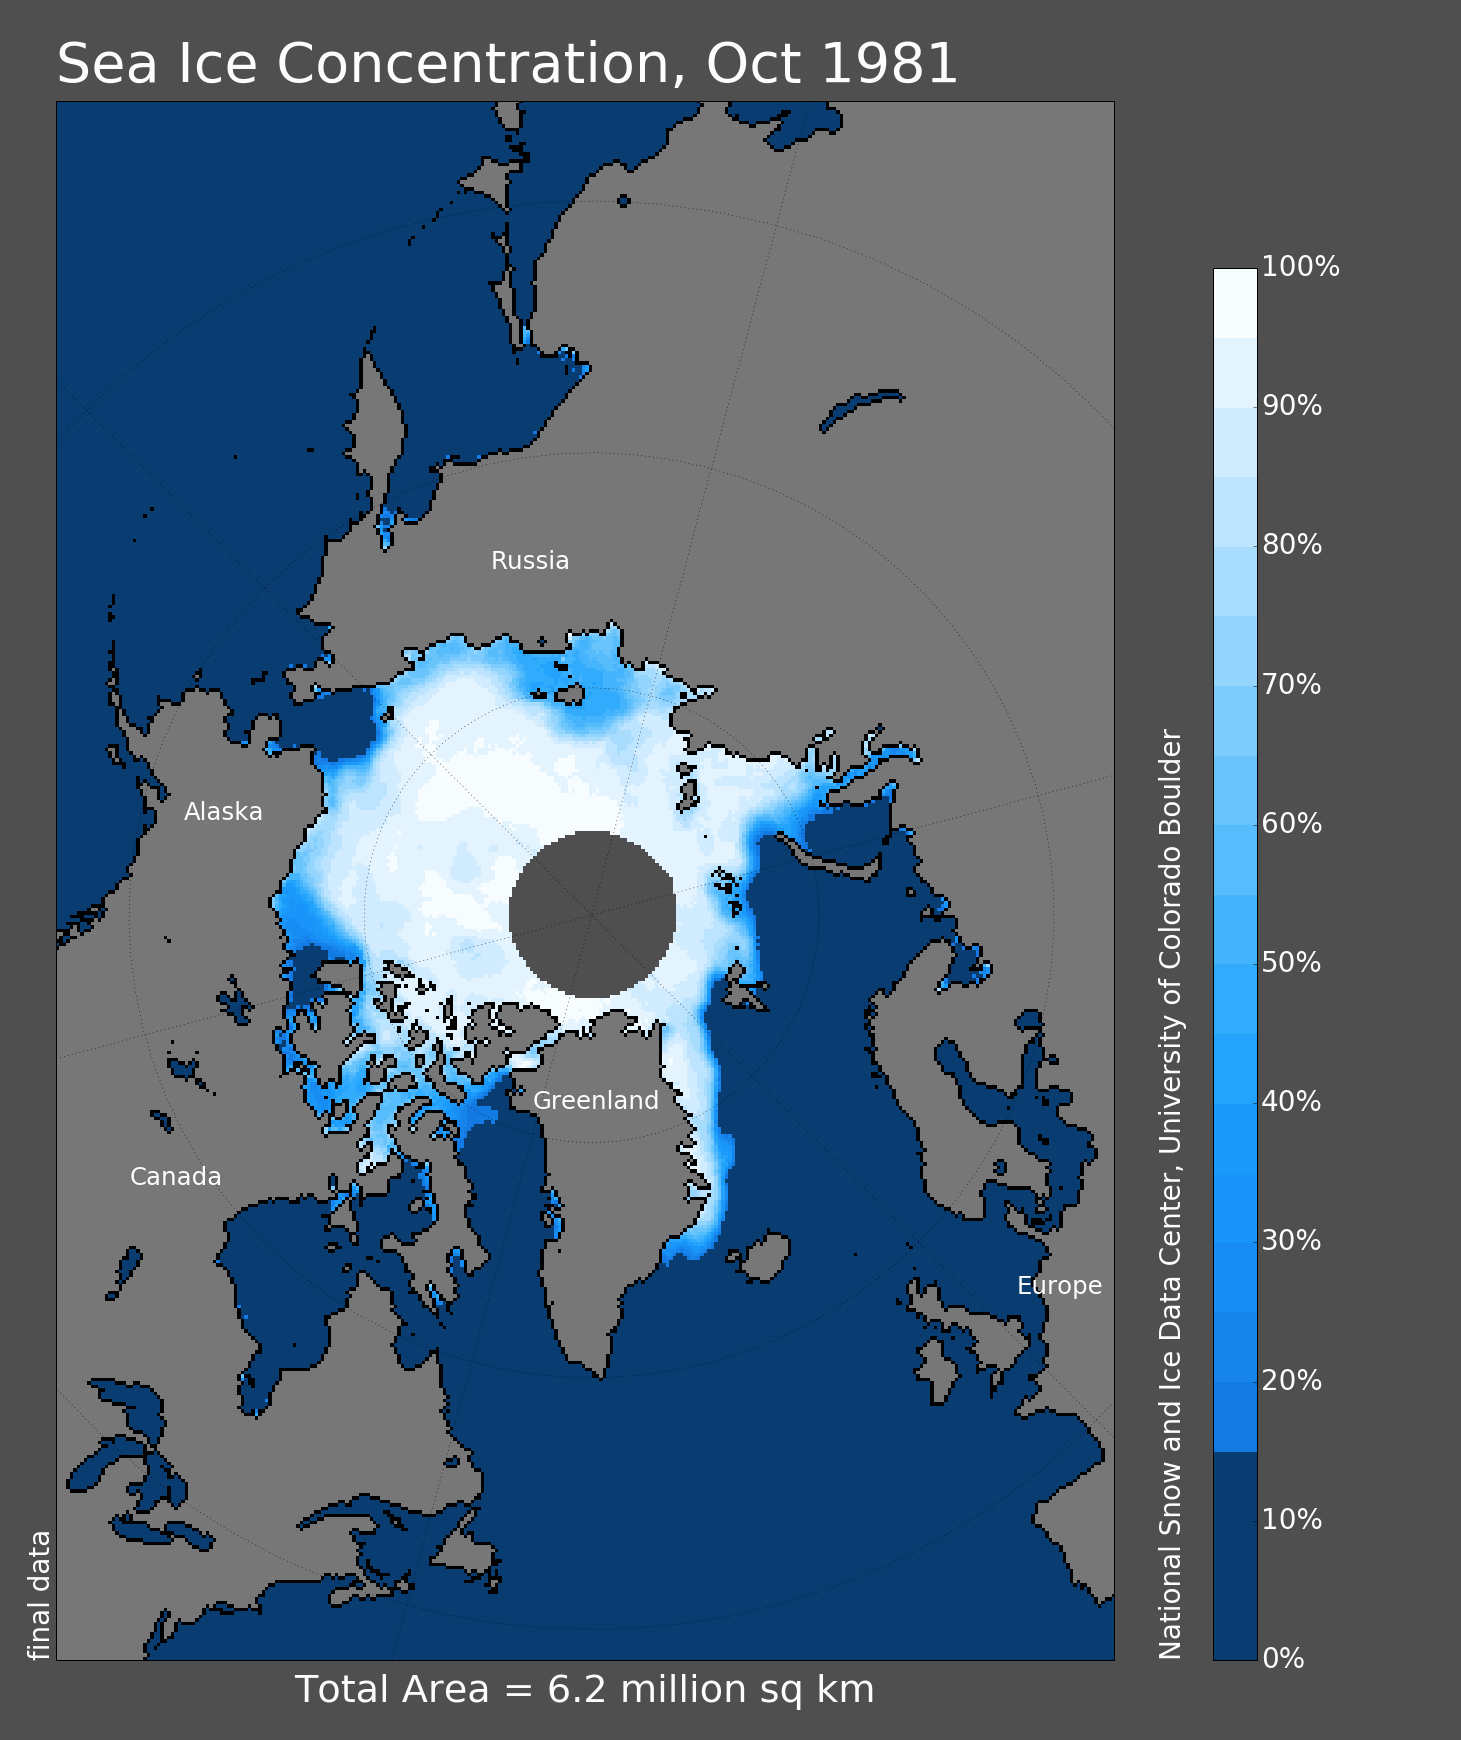 Sea Ice Concentration, Oct 1981
Russia
Alaska
Greenland
Canada
Europe
100%
90%
80%
70%
60%
50%
40%
30%
20%
10%
0%
National Snow and Ice Data Center, University of Colorado Boulder
final data
Total Area = 6.2 million sq km